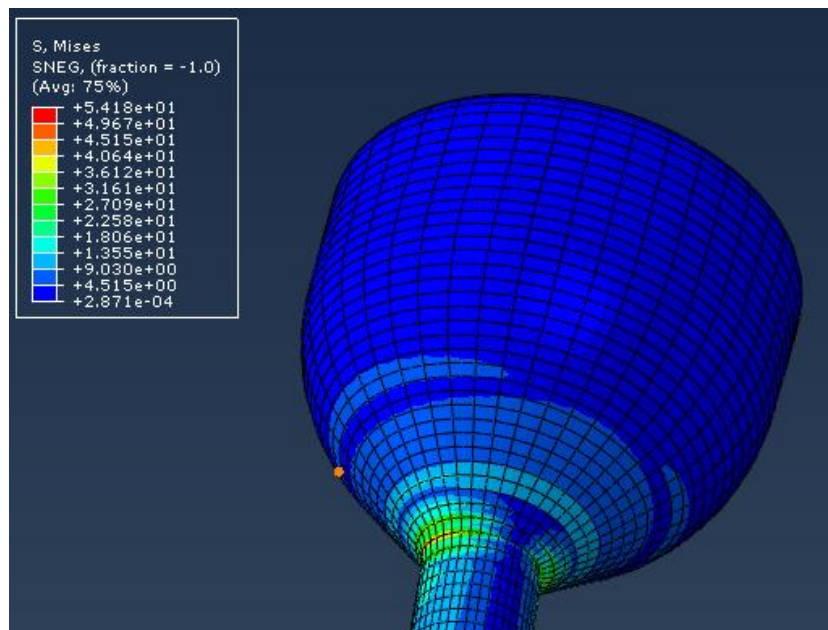 S, Mises
SNEG, (fraction = -1.0)
(Avg: 75%)
+5.418e+01
+4.967e+01
+4.515e+01
+4.064e+01
+3.612e+01
+3.161e+01
+2.709e+01
+2.258e+01
+1.806e+01
+1.355e+01
+9.030e+00
+4.515e+00
+2.871e-04